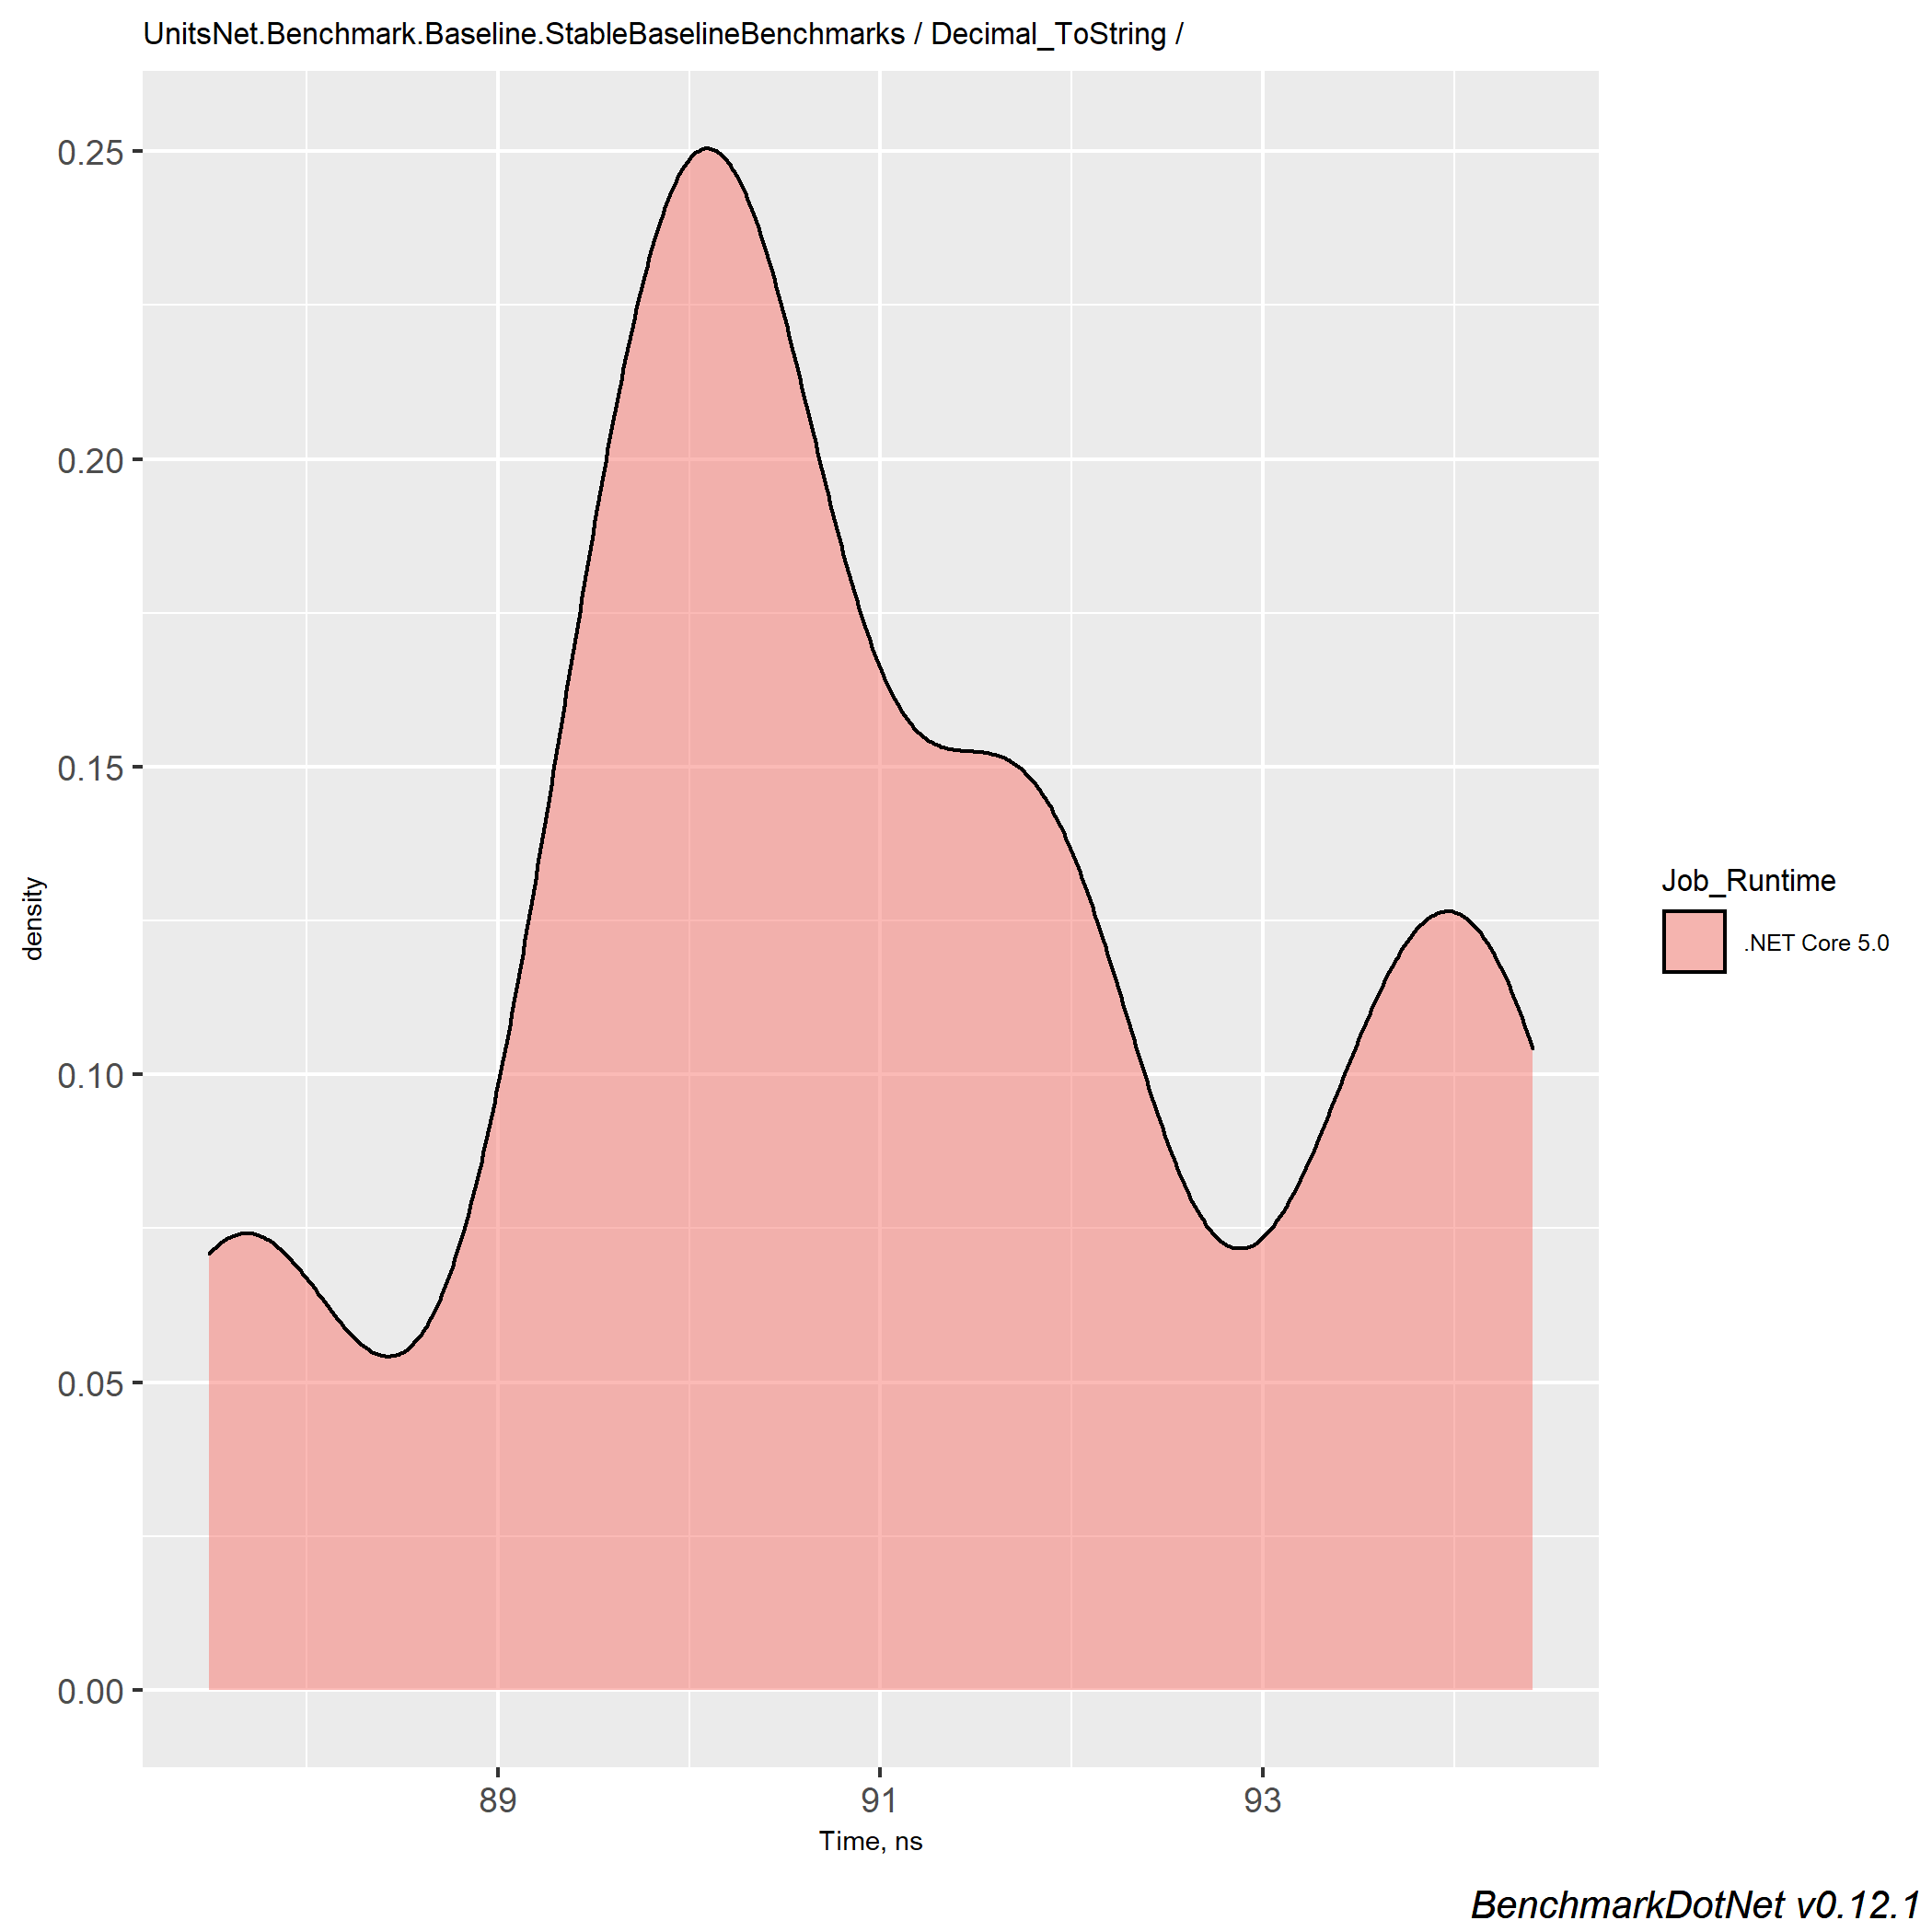 UnitsNet.Benchmark.Baseline.StableBaselineBenchmarks / Decimal_ToString /
0.25
0.20
0.15
0.10
0.05
0.00
density
89 91 93
Time, ns
Job_Runtime
.NET Core 5.0
BenchmarkDotNet v0.12.1